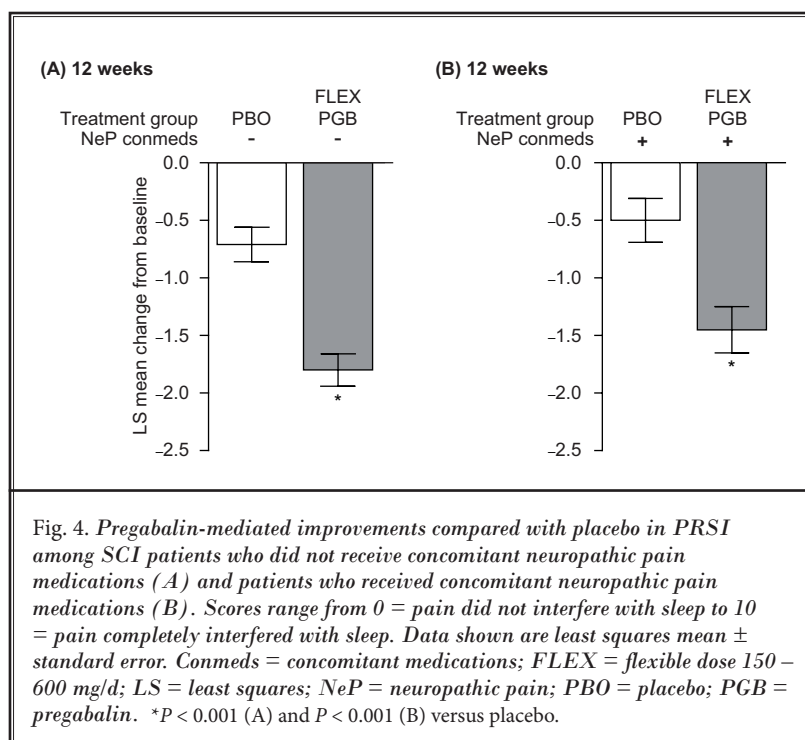 (A) 12 weeks
(B) 12 weeks
FLEX
Treatment group PBO PGB
NeP conmeds - -
FLEX
Treatment group PBO PGB
NeP conmeds + +
LS mean change from baseline
0.0
–0.5
–1.0
–1.5
–2.0
–2.5
*
0.0
–0.5
–1.0
–1.5
–2.0
–2.5
*
Fig. 4. Pregabalin-mediated improvements compared with placebo in PRSI
among SCI patients who did not receive concomitant neuropathic pain
medications (A) and patients who received concomitant neuropathic pain
medications (B). Scores range from 0 = pain did not interfere with sleep to 10
= pain completely interfered with sleep. Data shown are least squares mean ±
standard error. Conmeds = concomitant medications; FLEX = flexible dose 150 –
600 mg/d; LS = least squares; NeP = neuropathic pain; PBO = placebo; PGB =
pregabalin. *P < 0.001 (A) and P < 0.001 (B) versus placebo.